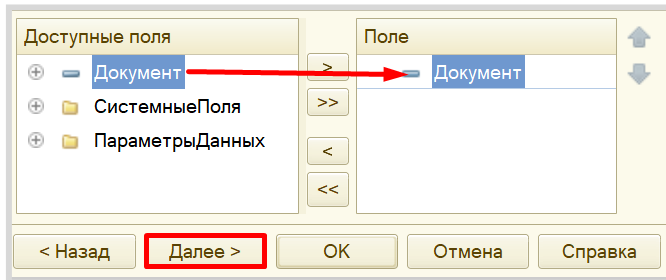 Доступные поля
Поле
Документ
>
Документ
СистемныеПоля
>>
ПараметрыДанных
<
<<
< Назад
Далее >
OK
Отмена
Справка